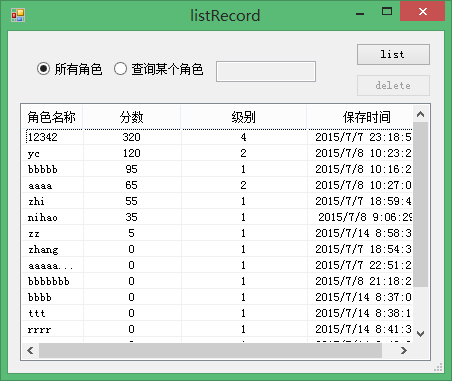 listRecord
所有角色 查询某个角色
list
delete
角色名称 分数 级别 保存时间
12342 320 4 2015/7/7 23:18:5
yc 120 2 2015/7/8 10:23:2
bbbbb 95 1 2015/7/8 10:16:2
aaaa 65 2 2015/7/8 10:27:0
zhi 55 1 2015/7/7 18:59:4
nihao 35 1 2015/7/8 9:06:29
zz 5 1 2015/7/14 8:58:3
zhang 0 1 2015/7/7 18:54:3
aaaaa... 0 1 2015/7/7 22:51:2
bbbbbbb 0 1 2015/7/8 21:18:2
bbbb 0 1 2015/7/14 8:37:0
ttt 0 1 2015/7/14 8:38:1
rrrr 0 1 2015/7/14 8:41:3